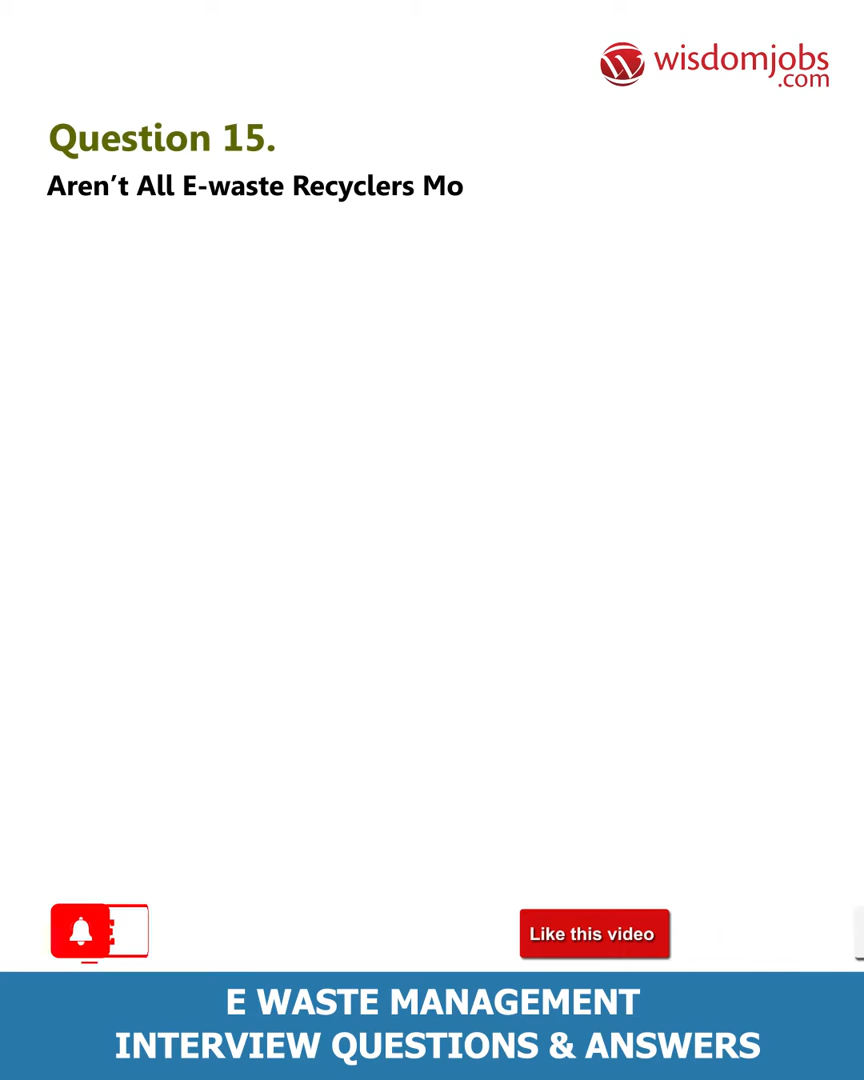 wisdomjobs
.com
Question 15.
Aren’t All E-waste Recyclers Mo
Like this video
E WASTE MANAGEMENT
INTERVIEW QUESTIONS & ANSWERS